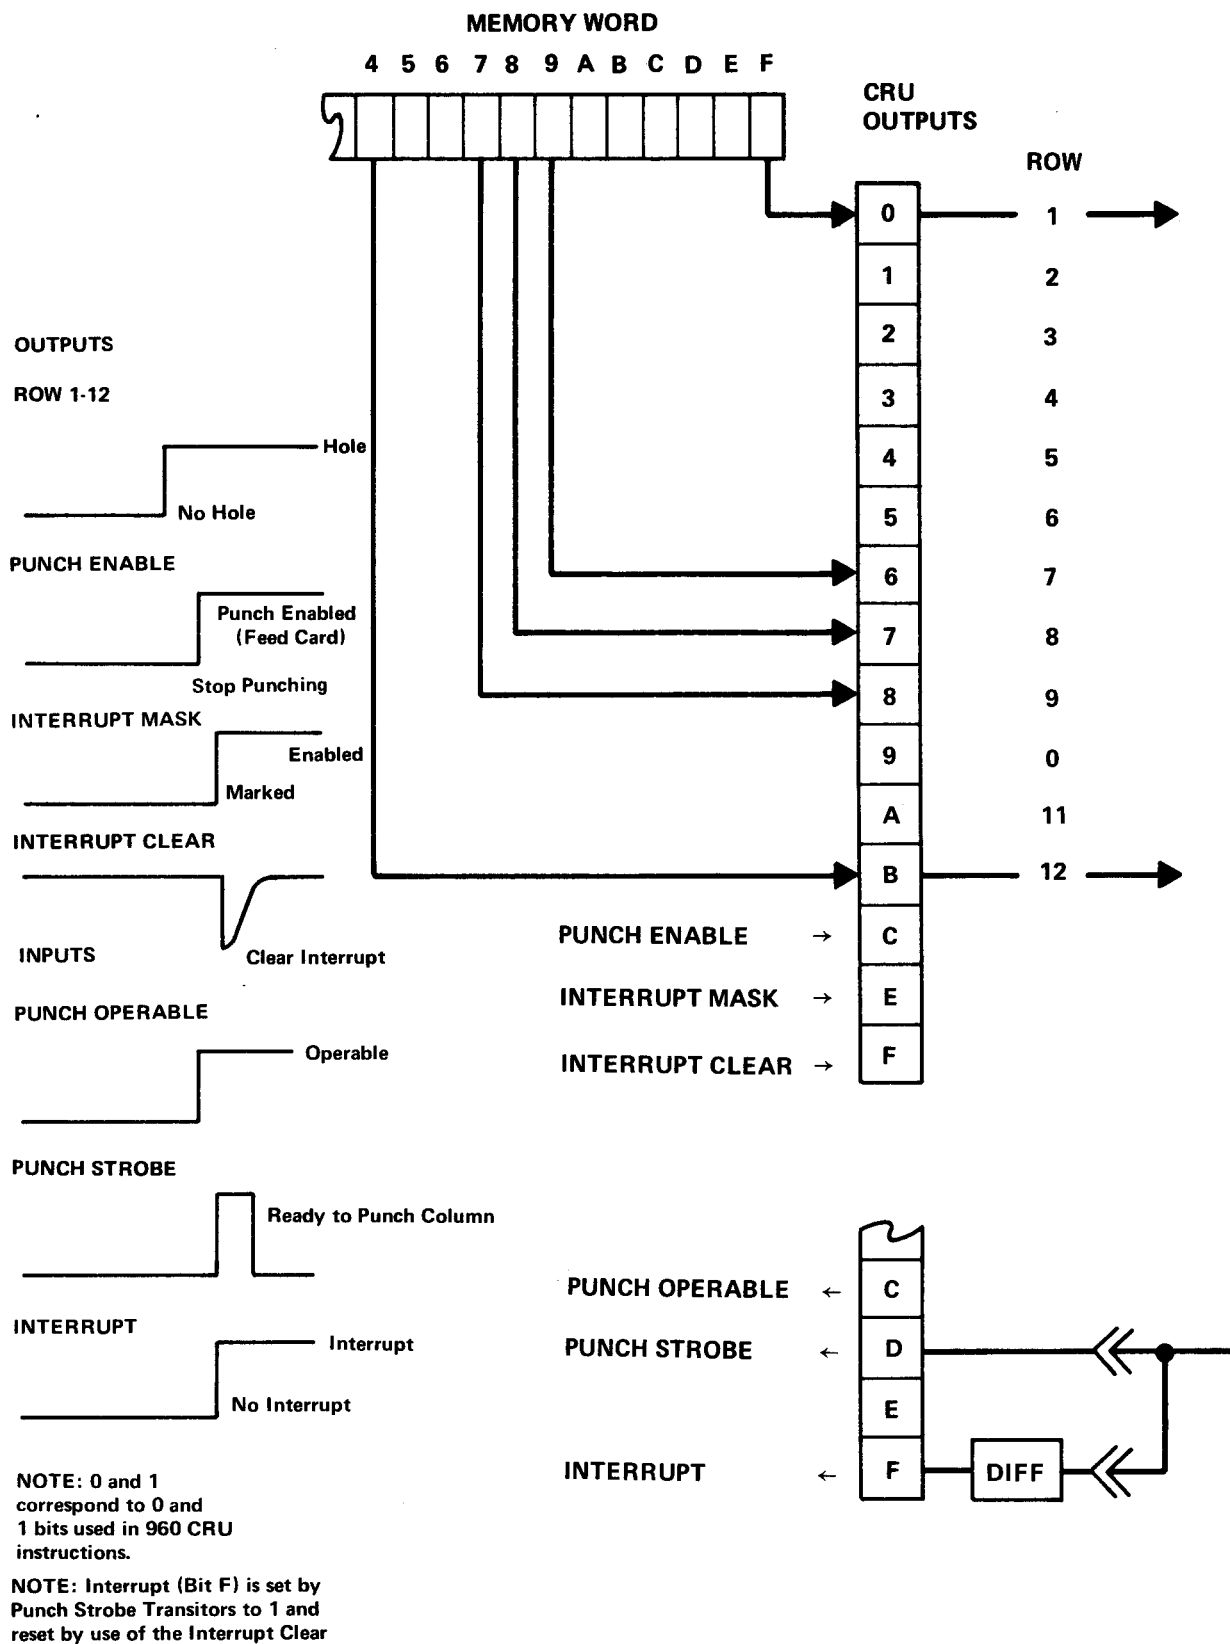 MEMORY WORD
4 5 6 7 8 9 A B C D E F
CRU
OUTPUTS
ROW
0 1
1 2
2 3
3 4
4 5
5 6
6 7
7 8
8 9
9 0
A 11
B 12
PUNCH ENABLE → C
INTERRUPT MASK → E
INTERRUPT CLEAR → F
OUTPUTS
ROW 1-12
Hole
No Hole
PUNCH ENABLE
Punch Enabled
(Feed Card)
Stop Punching
INTERRUPT MASK
Enabled
Marked
INTERRUPT CLEAR
Clear Interrupt
INPUTS
PUNCH OPERABLE
Operable
PUNCH STROBE
Ready to Punch Column
INTERRUPT
Interrupt
No Interrupt
PUNCH OPERABLE ← C
PUNCH STROBE ← D
E
INTERRUPT ← F DIFF
NOTE: 0 and 1
correspond to 0 and
1 bits used in 960 CRU
instructions.
NOTE: Interrupt (Bit F) is set by
Punch Strobe Transitors to 1 and
reset by use of the Interrupt Clear